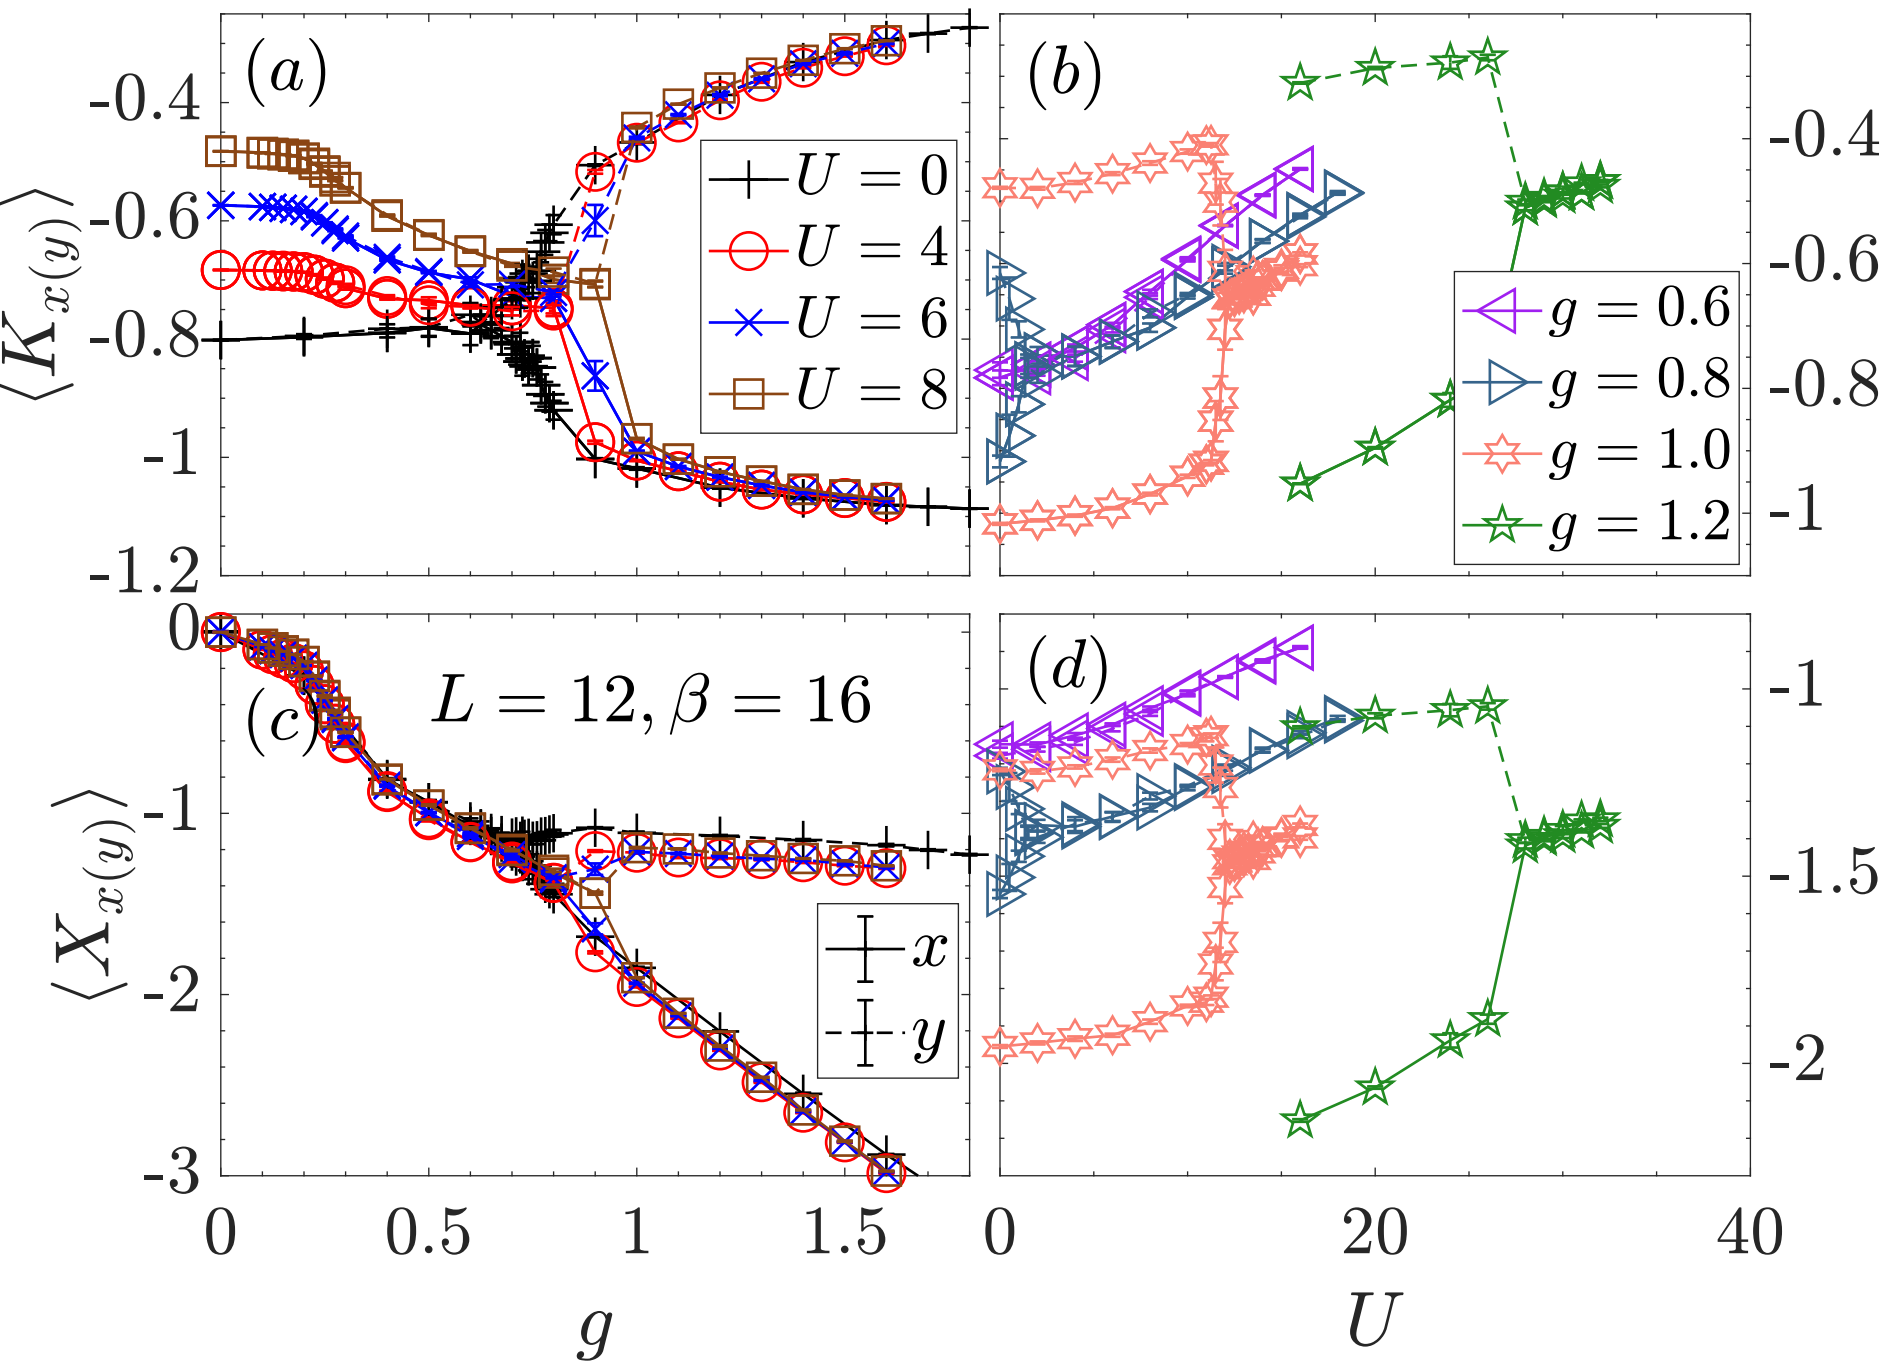 (a)
-0.4
-0.6
-0.8
-1
-1.2
⟨K_{x(y)}⟩
U = 0
U = 4
U = 6
U = 8
(b)
-0.4
-0.6
-0.8
-1
g = 0.6
g = 0.8
g = 1.0
g = 1.2
(c)
L = 12, β = 16
0
-1
-2
-3
⟨X_{x(y)}⟩
x
y
0
0.5
1
1.5
g
(d)
-1
-1.5
-2
0
20
40
U